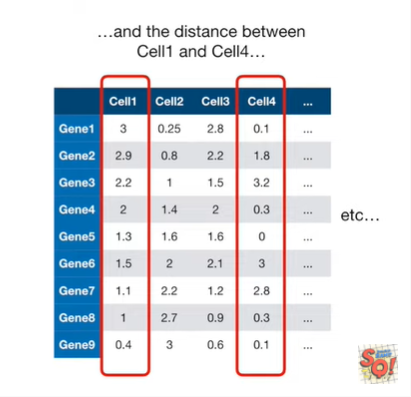 ...and the distance between
Cell1 and Cell4...
Cell1 Cell2 Cell3 Cell4 ...
Gene1 3 0.25 2.8 0.1 ...
Gene2 2.9 0.8 2.2 1.8 ...
Gene3 2.2 1 1.5 3.2 ...
Gene4 2 1.4 2 0.3 ...
etc...
Gene5 1.3 1.6 1.6 0 ...
Gene6 1.5 2 2.1 3 ...
Gene7 1.1 2.2 1.2 2.8 ...
Gene8 1 2.7 0.9 0.3 ...
Gene9 0.4 3 0.6 0.1 ...
SQ!